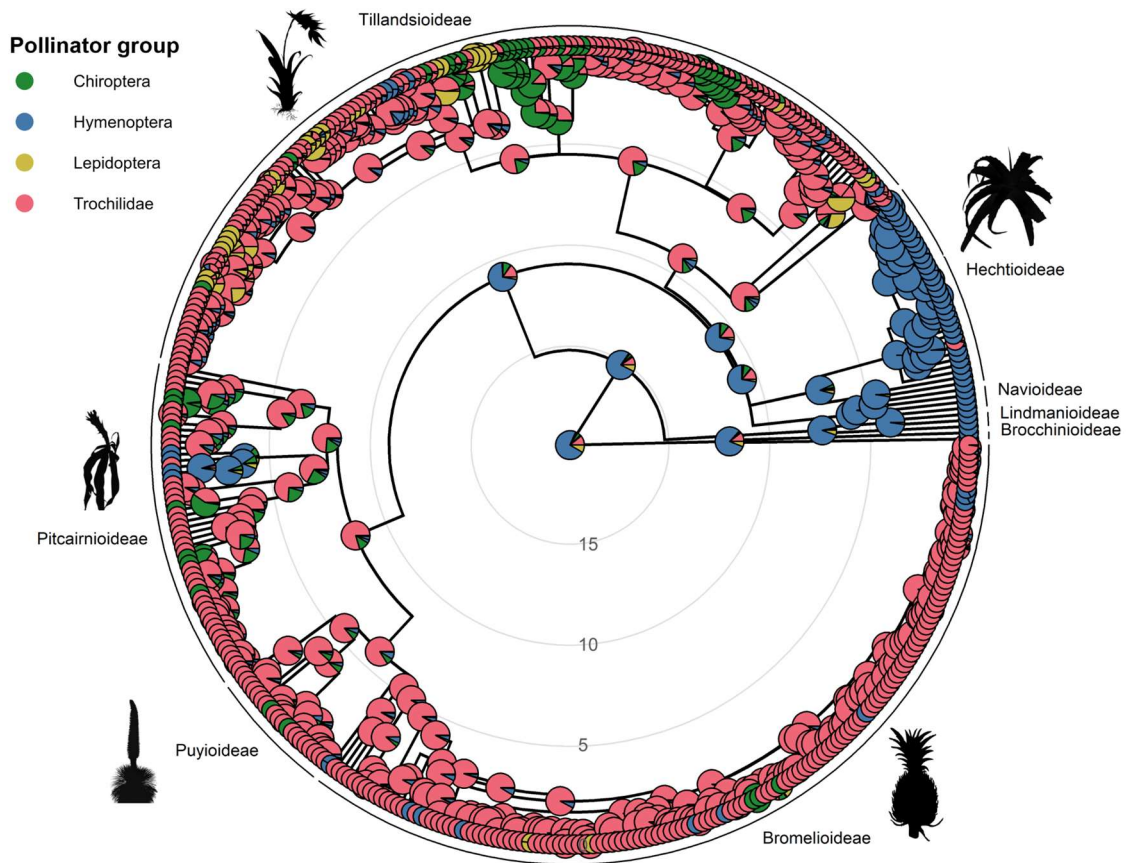 Tillandsioideae
Pollinator group
Chiroptera
Hymenoptera
Lepidoptera
Trochilidae
Hechtioideae
Navioideae
Lindmanioideae
Brocchinioideae
Pitcairnioideae
15
10
5
Puyioideae
Bromelioideae